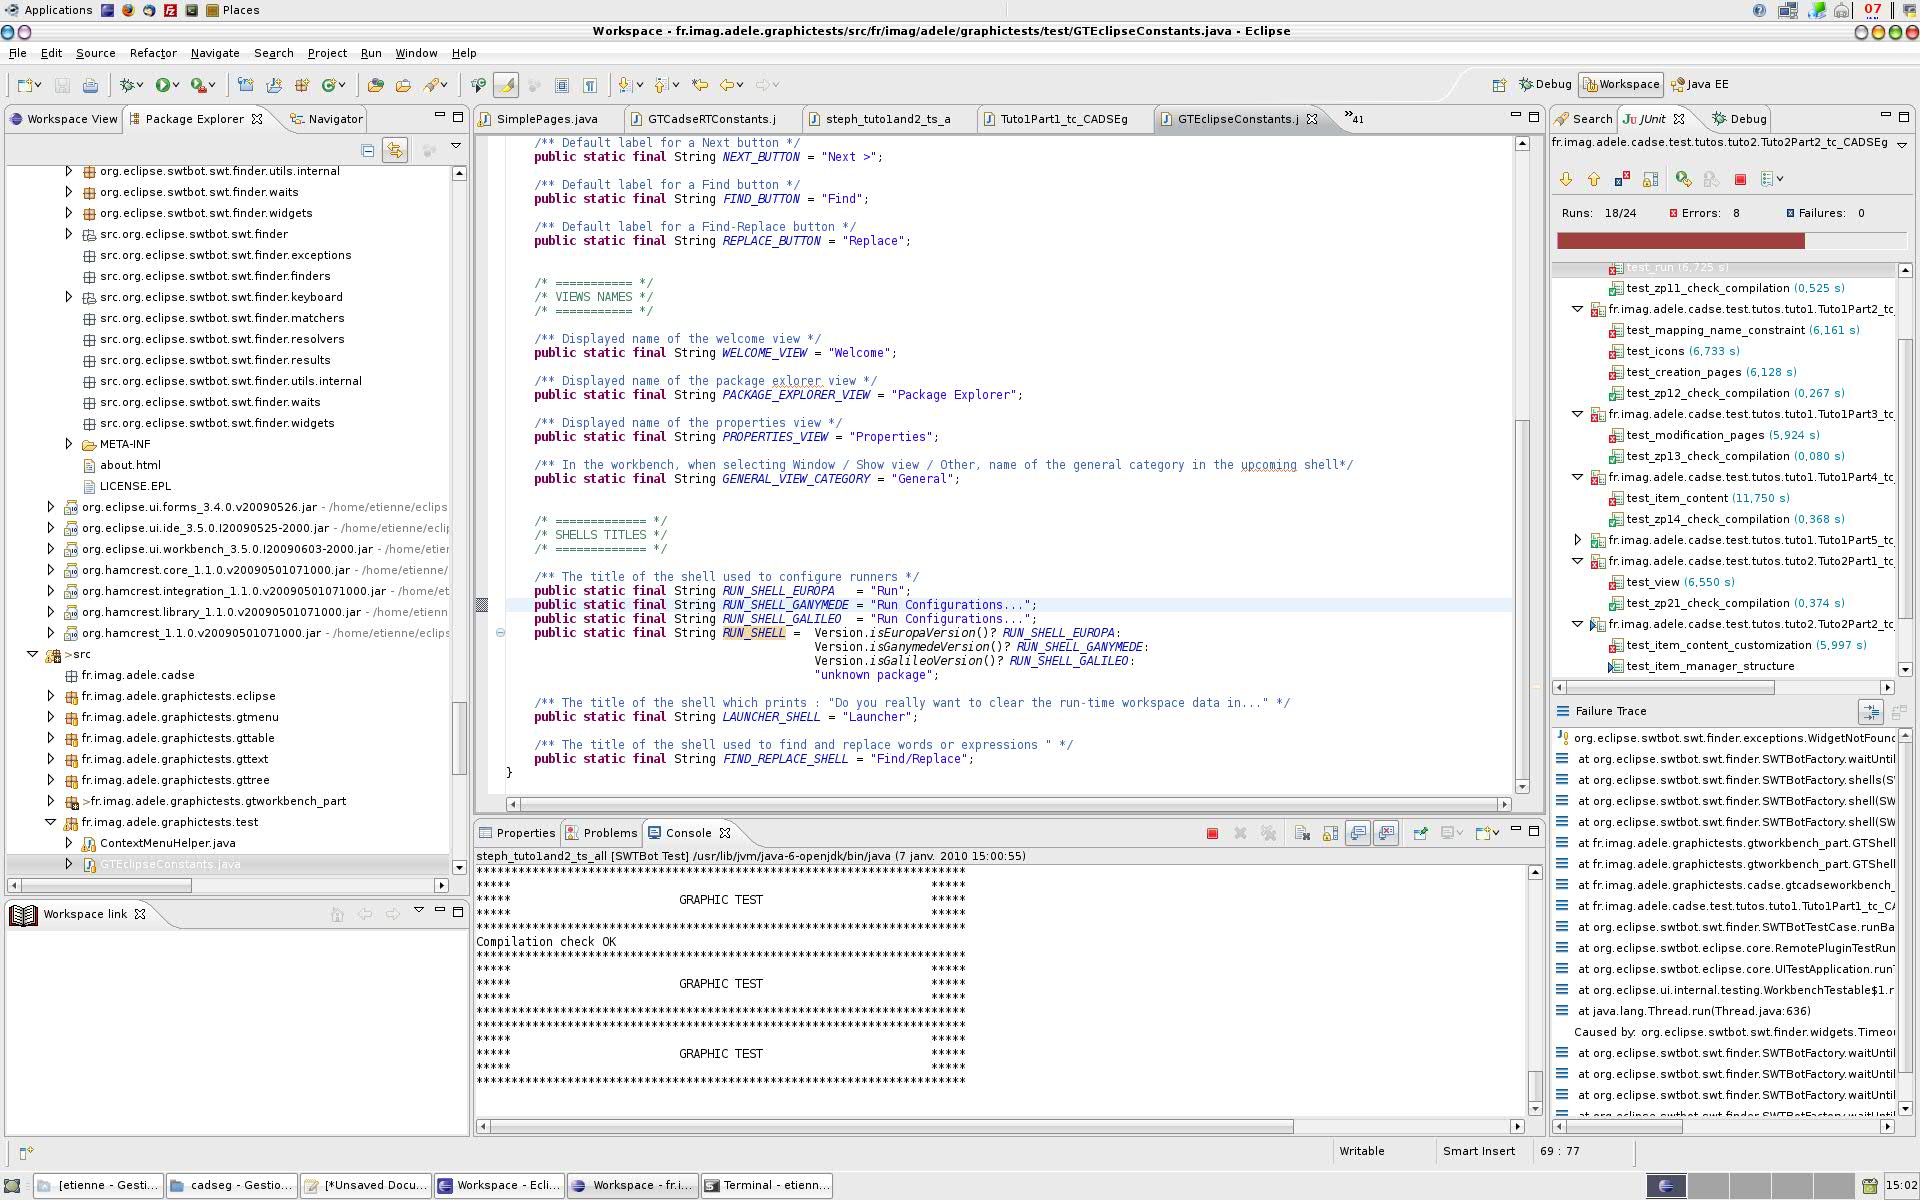 Applications Places
07
Workspace - fr.imag.adele.graphictests/src/fr/imag/adele/graphictests/test/GTEclipseConstants.java - Eclipse
File Edit Source Refactor Navigate Search Project Run Window Help
Debug Workspace Java EE
Workspace View Package Explorer Navigator
org.eclipse.swtbot.swt.finder.utils.internal
org.eclipse.swtbot.swt.finder.waits
org.eclipse.swtbot.swt.finder.widgets
src.org.eclipse.swtbot.swt.finder
src.org.eclipse.swtbot.swt.finder.exceptions
src.org.eclipse.swtbot.swt.finder.finders
src.org.eclipse.swtbot.swt.finder.keyboard
src.org.eclipse.swtbot.swt.finder.matchers
src.org.eclipse.swtbot.swt.finder.resolvers
src.org.eclipse.swtbot.swt.finder.results
src.org.eclipse.swtbot.swt.finder.utils.internal
src.org.eclipse.swtbot.swt.finder.waits
src.org.eclipse.swtbot.swt.finder.widgets
META-INF
about.html
LICENSE.EPL
org.eclipse.ui.forms_3.4.0.v20090526.jar - /home/etienne/eclips
org.eclipse.ui.ide_3.5.0.I20090525-2000.jar - /home/etienne/eclip
org.eclipse.ui.workbench_3.5.0.I20090603-2000.jar - /home/etier
org.hamcrest.core_1.1.0.v20090501071000.jar - /home/etienne/
org.hamcrest.integration_1.1.0.v20090501071000.jar - /home/et
org.hamcrest.library_1.1.0.v20090501071000.jar - /home/etienn
org.hamcrest_1.1.0.v20090501071000.jar - /home/etienne/eclips
>src
fr.imag.adele.cadse
fr.imag.adele.graphictests.eclipse
fr.imag.adele.graphictests.gtmenu
fr.imag.adele.graphictests.gttable
fr.imag.adele.graphictests.gttext
fr.imag.adele.graphictests.gttree
>fr.imag.adele.graphictests.gtworkbench_part
fr.imag.adele.graphictests.test
ContextMenuHelper.java
GTEclipseConstants.java
Workspace link
SimplePages.java GTCadseRTConstants.j steph_tuto1and2_ts_a Tuto1Part1_tc_CADSEg GTEclipseConstants.j »41
/** Default label for a Next button */
public static final String NEXT_BUTTON = "Next >";
/** Default label for a Find button */
public static final String FIND_BUTTON = "Find";
/** Default label for a Find-Replace button */
public static final String REPLACE_BUTTON = "Replace";
/* =========== */
/* VIEWS NAMES */
/* =========== */
/** Displayed name of the welcome view */
public static final String WELCOME_VIEW = "Welcome";
/** Displayed name of the package exlorer view */
public static final String PACKAGE_EXPLORER_VIEW = "Package Explorer";
/** Displayed name of the properties view */
public static final String PROPERTIES_VIEW = "Properties";
/** In the workbench, when selecting Window / Show view / Other, name of the general category in the upcoming shell*/
public static final String GENERAL_VIEW_CATEGORY = "General";
/* ============= */
/* SHELLS TITLES */
/* ============= */
/** The title of the shell used to configure runners */
public static final String RUN_SHELL_EUROPA = "Run";
public static final String RUN_SHELL_GANYMEDE = "Run Configurations...";
public static final String RUN_SHELL_GALILEO = "Run Configurations...";
public static final String RUN_SHELL = Version.isEuropaVersion()? RUN_SHELL_EUROPA:
Version.isGanymedeVersion()? RUN_SHELL_GANYMEDE:
Version.isGalileoVersion()? RUN_SHELL_GALILEO:
"unknown package";
/** The title of the shell which prints : "Do you really want to clear the run-time workspace data in..." */
public static final String LAUNCHER_SHELL = "Launcher";
/** The title of the shell used to find and replace words or expressions " */
public static final String FIND_REPLACE_SHELL = "Find/Replace";
}
Properties Problems Console
steph_tuto1and2_ts_all [SWTBot Test] /usr/lib/jvm/java-6-openjdk/bin/java (7 janv. 2010 15:00:55)
**********************************************************************
***** *****
***** GRAPHIC TEST *****
***** *****
**********************************************************************
Compilation check OK
**********************************************************************
***** *****
***** GRAPHIC TEST *****
***** *****
**********************************************************************
**********************************************************************
***** *****
***** GRAPHIC TEST *****
***** *****
**********************************************************************
Search JUnit Debug
fr.imag.adele.cadse.test.tutos.tuto2.Tuto2Part2_tc_CADSEg
Runs: 18/24 Errors: 8 Failures: 0
test_run (6,725 s)
test_zp11_check_compilation (0,525 s)
fr.imag.adele.cadse.test.tutos.tuto1.Tuto1Part2_tc
test_mapping_name_constraint (6,161 s)
test_icons (6,733 s)
test_creation_pages (6,128 s)
test_zp12_check_compilation (0,267 s)
fr.imag.adele.cadse.test.tutos.tuto1.Tuto1Part3_tc
test_modification_pages (5,924 s)
test_zp13_check_compilation (0,080 s)
fr.imag.adele.cadse.test.tutos.tuto1.Tuto1Part4_tc
test_item_content (11,750 s)
test_zp14_check_compilation (0,368 s)
fr.imag.adele.cadse.test.tutos.tuto1.Tuto1Part5_tc
fr.imag.adele.cadse.test.tutos.tuto2.Tuto2Part1_tc
test_view (6,550 s)
test_zp21_check_compilation (0,374 s)
fr.imag.adele.cadse.test.tutos.tuto2.Tuto2Part2_tc
test_item_content_customization (5,997 s)
test_item_manager_structure
Failure Trace
org.eclipse.swtbot.swt.finder.exceptions.WidgetNotFound
at org.eclipse.swtbot.swt.finder.SWTBotFactory.waitUntil
at org.eclipse.swtbot.swt.finder.SWTBotFactory.shells(S
at org.eclipse.swtbot.swt.finder.SWTBotFactory.shell(SW
at org.eclipse.swtbot.swt.finder.SWTBotFactory.shell(SW
at fr.imag.adele.graphictests.gtworkbench_part.GTShell
at fr.imag.adele.graphictests.gtworkbench_part.GTShell
at fr.imag.adele.graphictests.cadse.gtcadseworkbench_
at fr.imag.adele.cadse.test.tutos.tuto1.Tuto1Part1_tc_CA
at org.eclipse.swtbot.swt.finder.SWTBotTestCase.runBa
at org.eclipse.swtbot.eclipse.core.RemotePluginTestRun
at org.eclipse.swtbot.eclipse.core.UITestApplication.run
at org.eclipse.ui.internal.testing.WorkbenchTestable$1.r
at java.lang.Thread.run(Thread.java:636)
Caused by: org.eclipse.swtbot.swt.finder.widgets.Timeou
at org.eclipse.swtbot.swt.finder.SWTBotFactory.waitUntil
at org.eclipse.swtbot.swt.finder.SWTBotFactory.waitUntil
at org.eclipse.swtbot.swt.finder.SWTBotFactory.waitUntil
at org.eclipse.swtbot.swt.finder.SWTBotFactory.waitUntil
Writable Smart Insert 69 : 77
[etienne - Gesti... cadseg - Gestio... [*Unsaved Docu... Workspace - Ecli... Workspace - fr.i... Terminal - etienn... 15:02